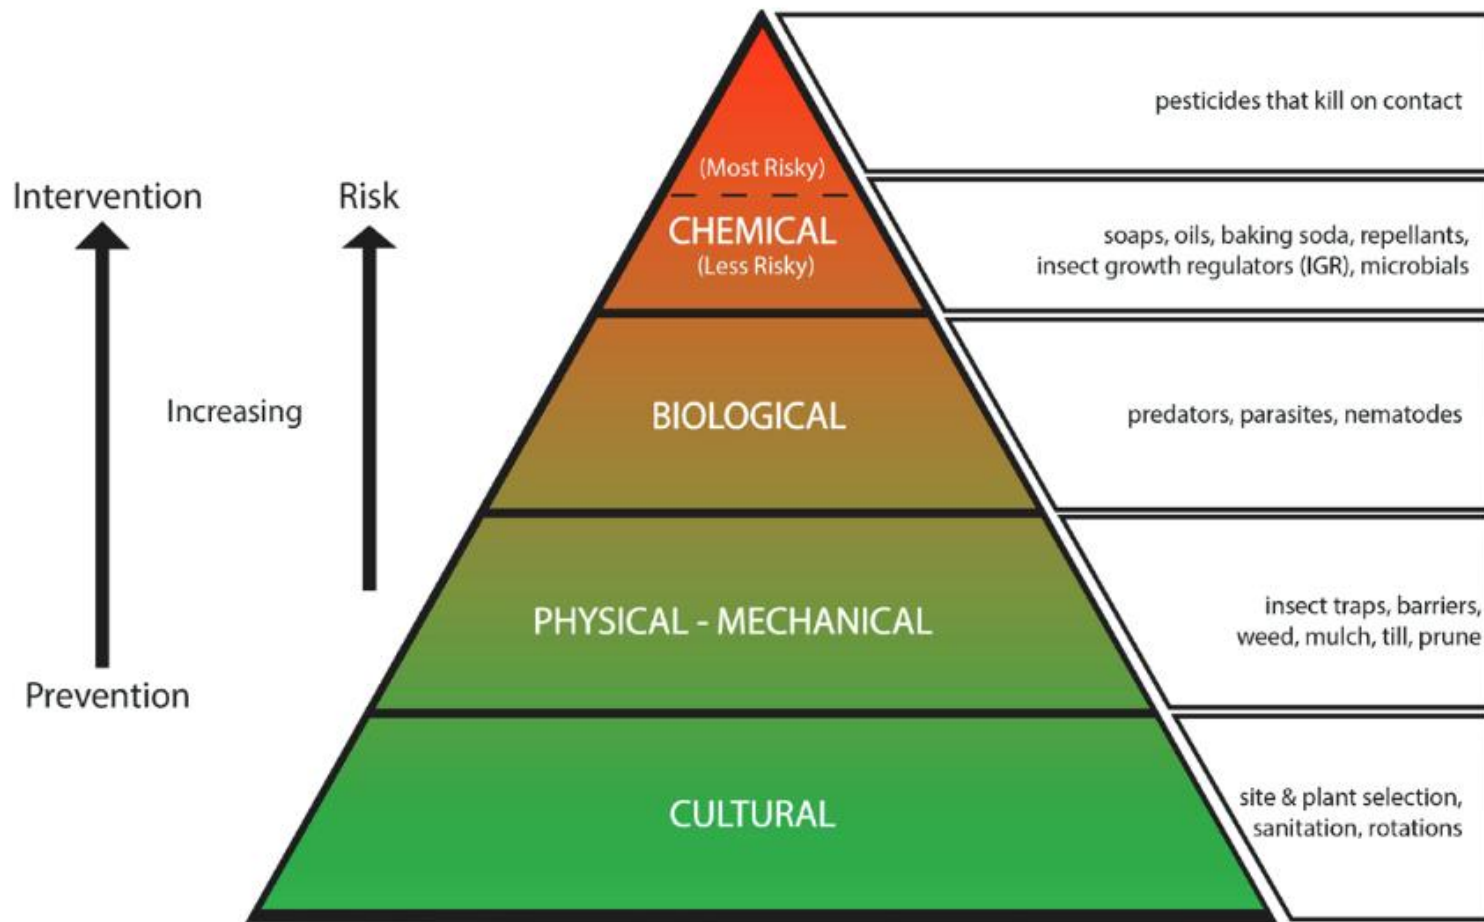 pesticides that kill on contact
(Most Risky)
Intervention
Risk
CHEMICAL
(Less Risky)
soaps, oils, baking soda, repellants,
insect growth regulators (IGR), microbials
Increasing
BIOLOGICAL
predators, parasites, nematodes
PHYSICAL - MECHANICAL
insect traps, barriers,
weed, mulch, till, prune
Prevention
CULTURAL
site & plant selection,
sanitation, rotations